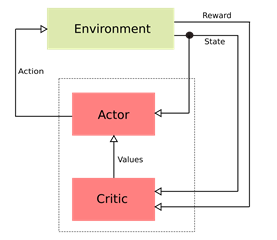 Environment
Reward
State
Action
Actor
Values
Critic